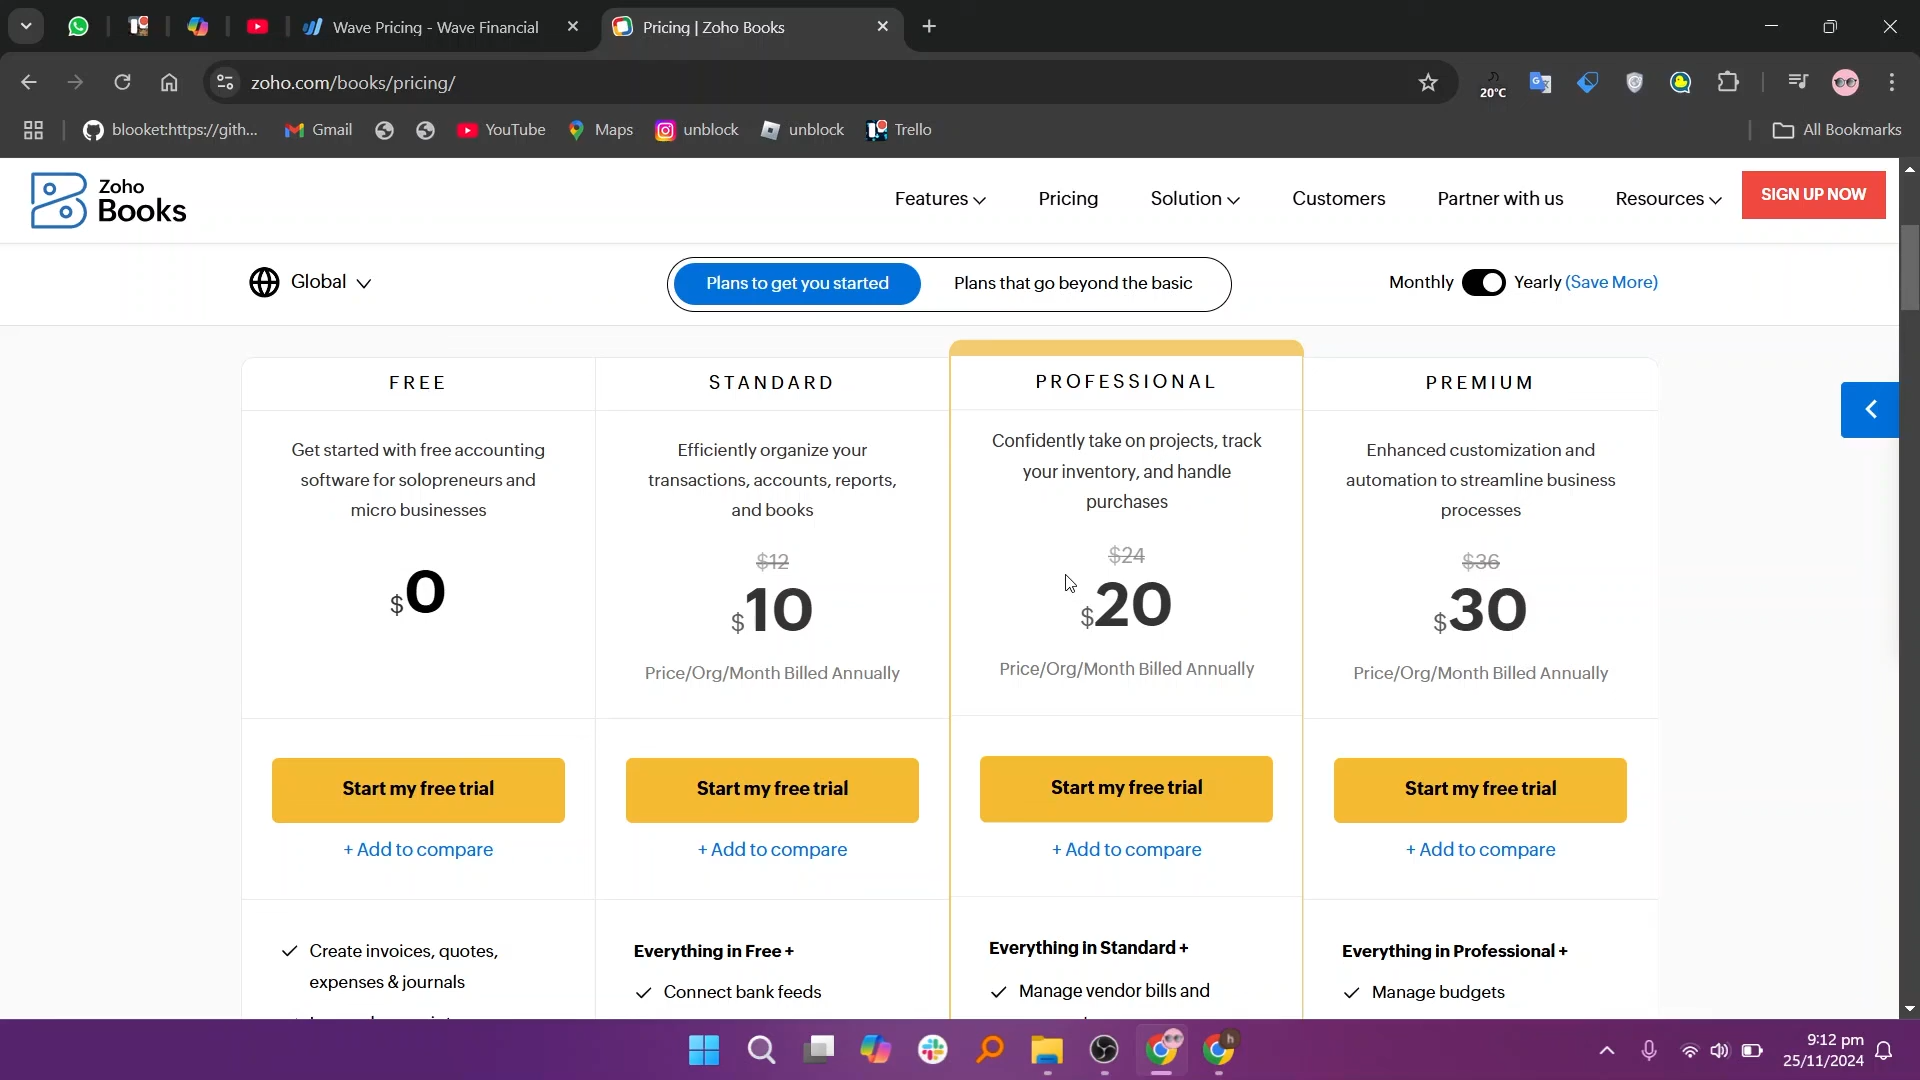 Wave Pricing - Wave Financial
Pricing | Zoho Books
zoho.com/books/pricing/
20°C
blooket:https://gith...
Gmail
YouTube
Maps
unblock
unblock
Trello
All Bookmarks
Zoho
Books
Features
Pricing
Solution
Customers
Partner with us
Resources
SIGN UP NOW
Global
Plans to get you started
Plans that go beyond the basic
Monthly
Yearly (Save More)
FREE
Get started with free accounting
software for solopreneurs and
micro businesses
$0
Start my free trial
+ Add to compare
Create invoices, quotes,
expenses & journals
STANDARD
Efficiently organize your
transactions, accounts, reports,
and books
$12
$10
Price/Org/Month Billed Annually
Start my free trial
+ Add to compare
Everything in Free +
Connect bank feeds
PROFESSIONAL
Confidently take on projects, track
your inventory, and handle
purchases
$24
$20
Price/Org/Month Billed Annually
Start my free trial
+ Add to compare
Everything in Standard +
Manage vendor bills and
PREMIUM
Enhanced customization and
automation to streamline business
processes
$36
$30
Price/Org/Month Billed Annually
Start my free trial
+ Add to compare
Everything in Professional +
Manage budgets
9:12 pm
25/11/2024